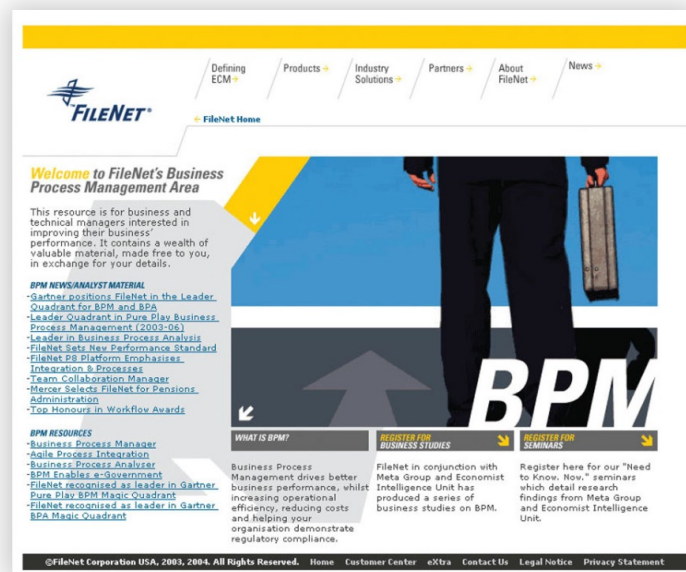 Defining
ECM
Products
Industry
Solutions
Partners
About
FileNet
News
FILENET®
FileNet Home
Welcome to FileNet's Business
Process Management Area
This resource is for business and
technical managers interested in
improving their business'
performance. It contains a wealth of
valuable material, made free to you,
in exchange for your details.
BPM NEWS/ANALYST MATERIAL
-Gartner positions FileNet in the Leader
Quadrant for BPM and BPA
-Leader Quadrant in Pure Play Business
Process Management (2003-06)
-Leader in Business Process Analysis
-FileNet Sets New Performance Standard
-FileNet P8 Platform Emphasises
Integration & Processes
-Team Collaboration Manager
-Mercer Selects FileNet for Pensions
Administration
-Top Honours in Workflow Awards
BPM RESOURCES
-Business Process Manager
-Agile Process Integration
-Business Process Analyser
-BPM Enables e-Government
-FileNet recognised as leader in Gartner
Pure Play BPM Magic Quadrant
-FileNet recognised as leader in Gartner
BPA Magic Quadrant
BPM
WHAT IS BPM?
Business Process
Management drives better
business performance, whilst
increasing operational
efficiency, reducing costs
and helping your
organisation demonstrate
regulatory compliance.
REGISTER FOR
BUSINESS STUDIES
FileNet in conjunction with
Meta Group and Economist
Intelligence Unit has
produced a series of
business studies on BPM.
REGISTER FOR
SEMINARS
Register here for our "Need
to Know. Now." seminars
which detail research
findings from Meta Group
and Economist Intelligence
Unit.
©FileNet Corporation USA, 2003, 2004. All Rights Reserved. Home Customer Center eXtra Contact Us Legal Notice Privacy Statement